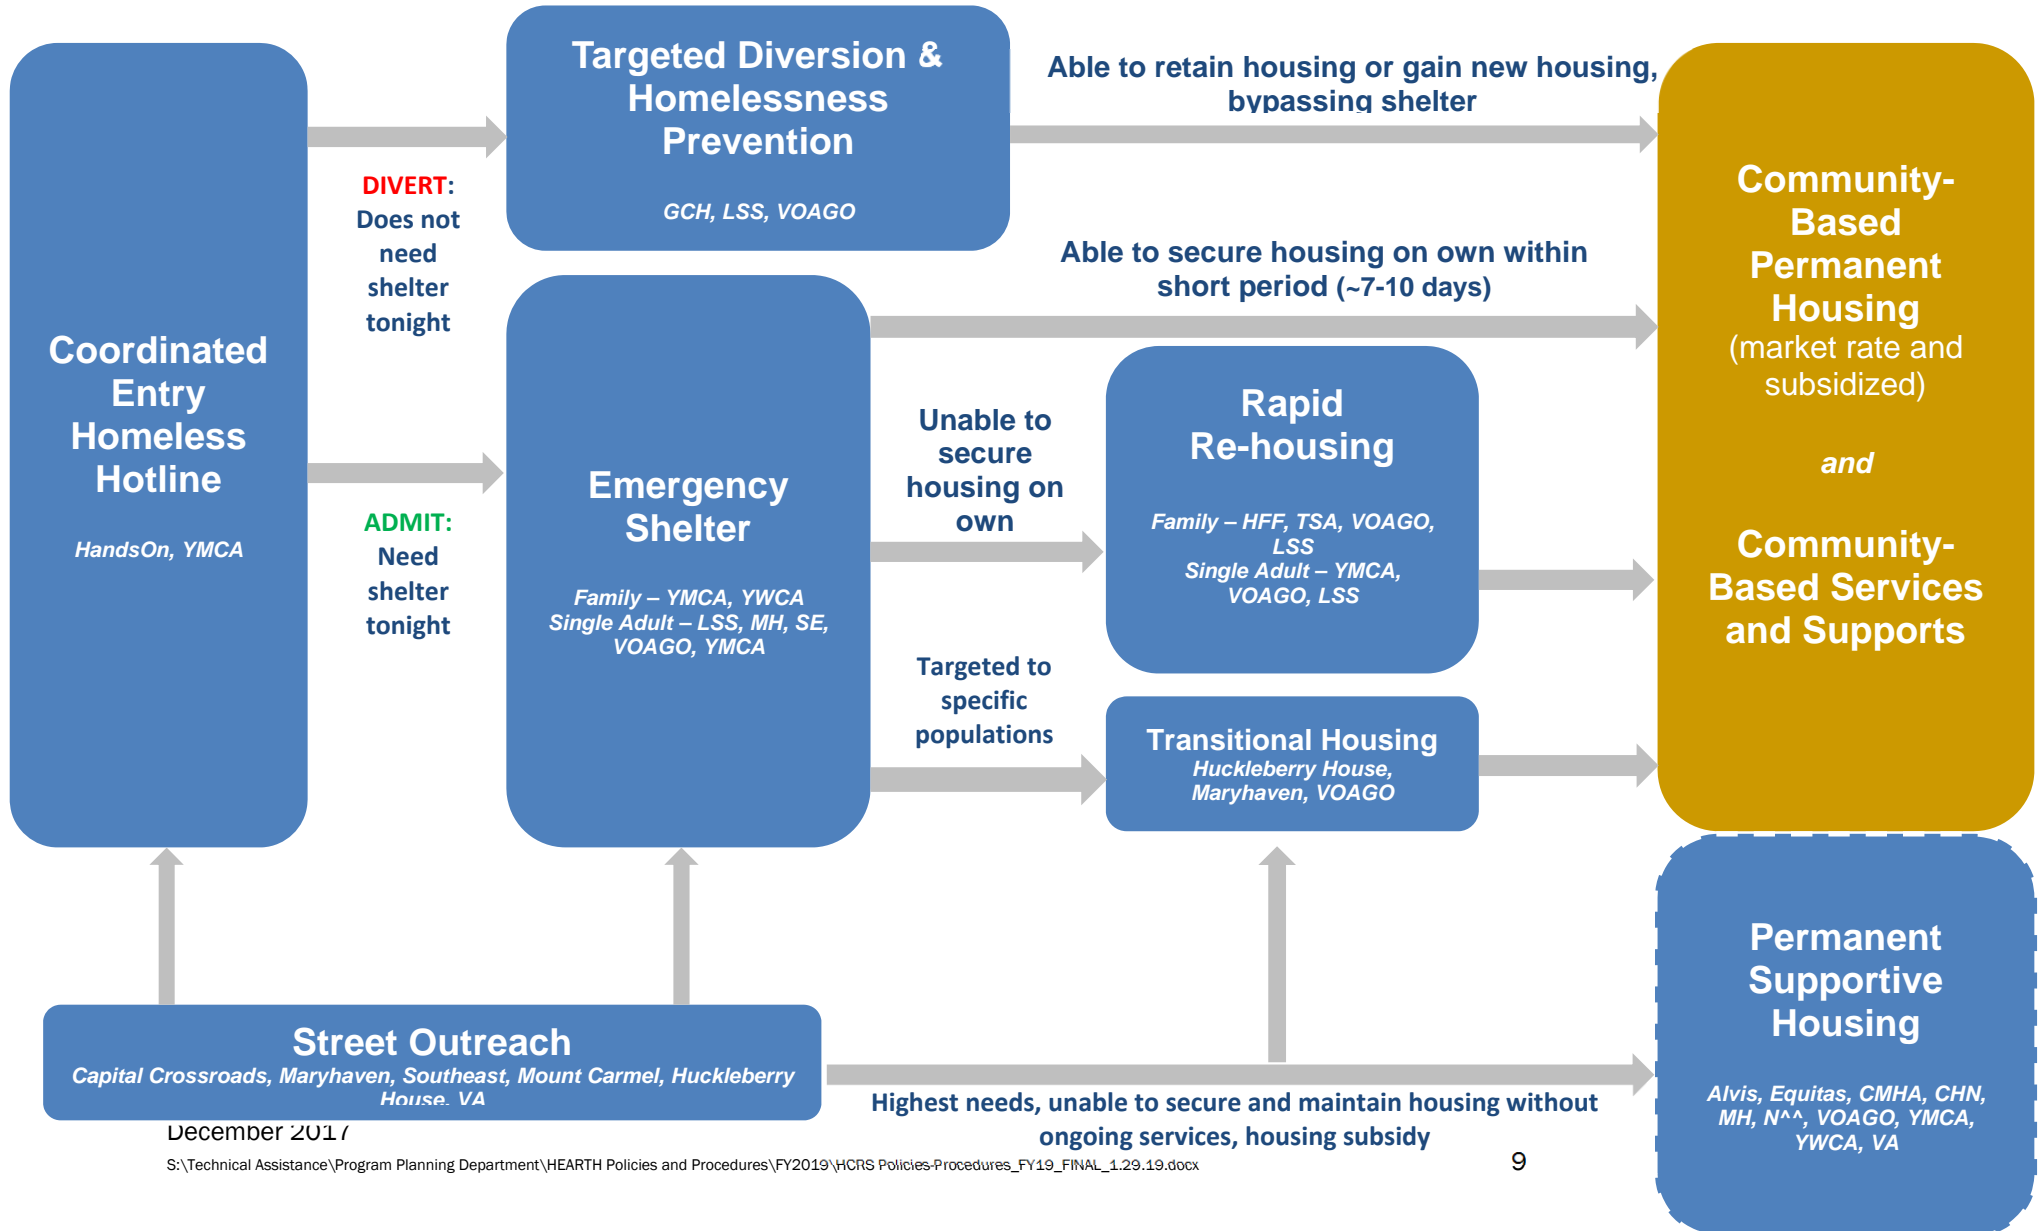 Coordinated
Entry
Homeless
Hotline
HandsOn, YMCA
DIVERT:
Does not
need
shelter
tonight
ADMIT:
Need
shelter
tonight
Targeted Diversion &
Homelessness
Prevention
GCH, LSS, VOAGO
Able to retain housing or gain new housing,
bypassing shelter
Emergency
Shelter
Family – YMCA, YWCA
Single Adult – LSS, MH, SE,
VOAGO, YMCA
Able to secure housing on own within
short period (~7-10 days)
Unable to
secure
housing on
own
Targeted to
specific
populations
Rapid
Re-housing
Family – HFF, TSA, VOAGO,
LSS
Single Adult – YMCA,
VOAGO, LSS
Transitional Housing
Huckleberry House,
Maryhaven, VOAGO
Community-
Based
Permanent
Housing
(market rate and
subsidized)
and
Community-
Based Services
and Supports
Street Outreach
Capital Crossroads, Maryhaven, Southeast, Mount Carmel, Huckleberry
House, VA
Highest needs, unable to secure and maintain housing without
ongoing services, housing subsidy
Permanent
Supportive
Housing
Alvis, Equitas, CMHA, CHN,
MH, N^^, VOAGO, YMCA,
YWCA, VA
December 2017
S:\Technical Assistance\Program Planning Department\HEARTH Policies and Procedures\FY2019\HCRS Policies-Procedures_FY19_FINAL_1.29.19.docx
9